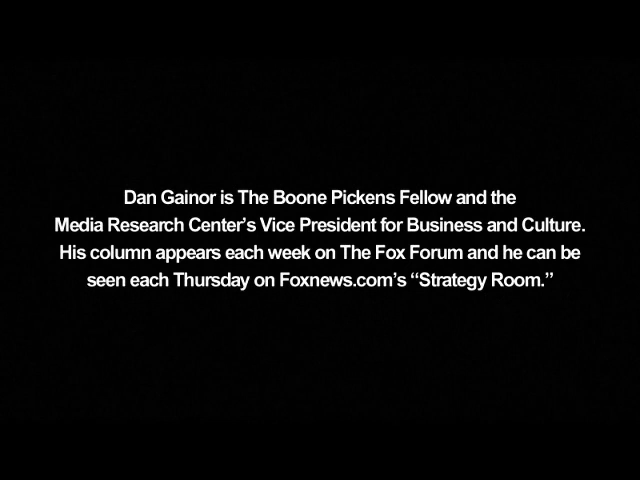 Dan Gainor is The Boone Pickens Fellow and the
Media Research Center’s Vice President for Business and Culture.
His column appears each week on The Fox Forum and he can be
seen each Thursday on Foxnews.com’s “Strategy Room.”